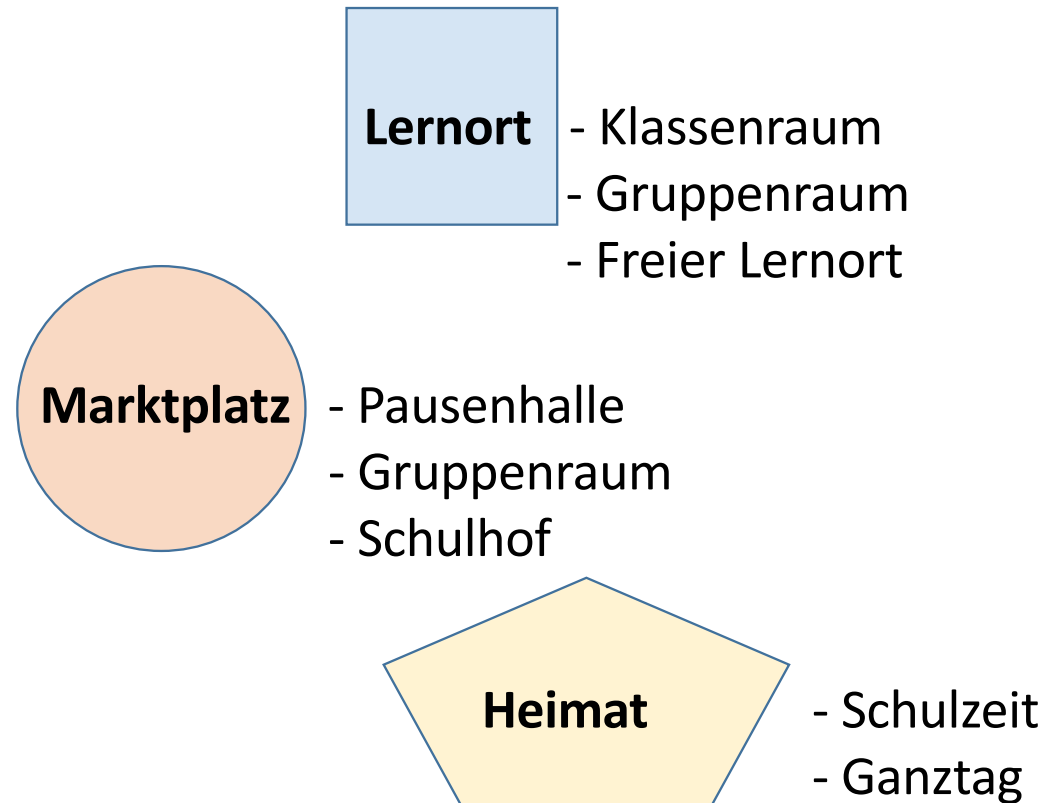 Lernort - Klassenraum
- Gruppenraum
- Freier Lernort
Marktplatz - Pausenhalle
- Gruppenraum
- Schulhof
Heimat - Schulzeit
- Ganztag